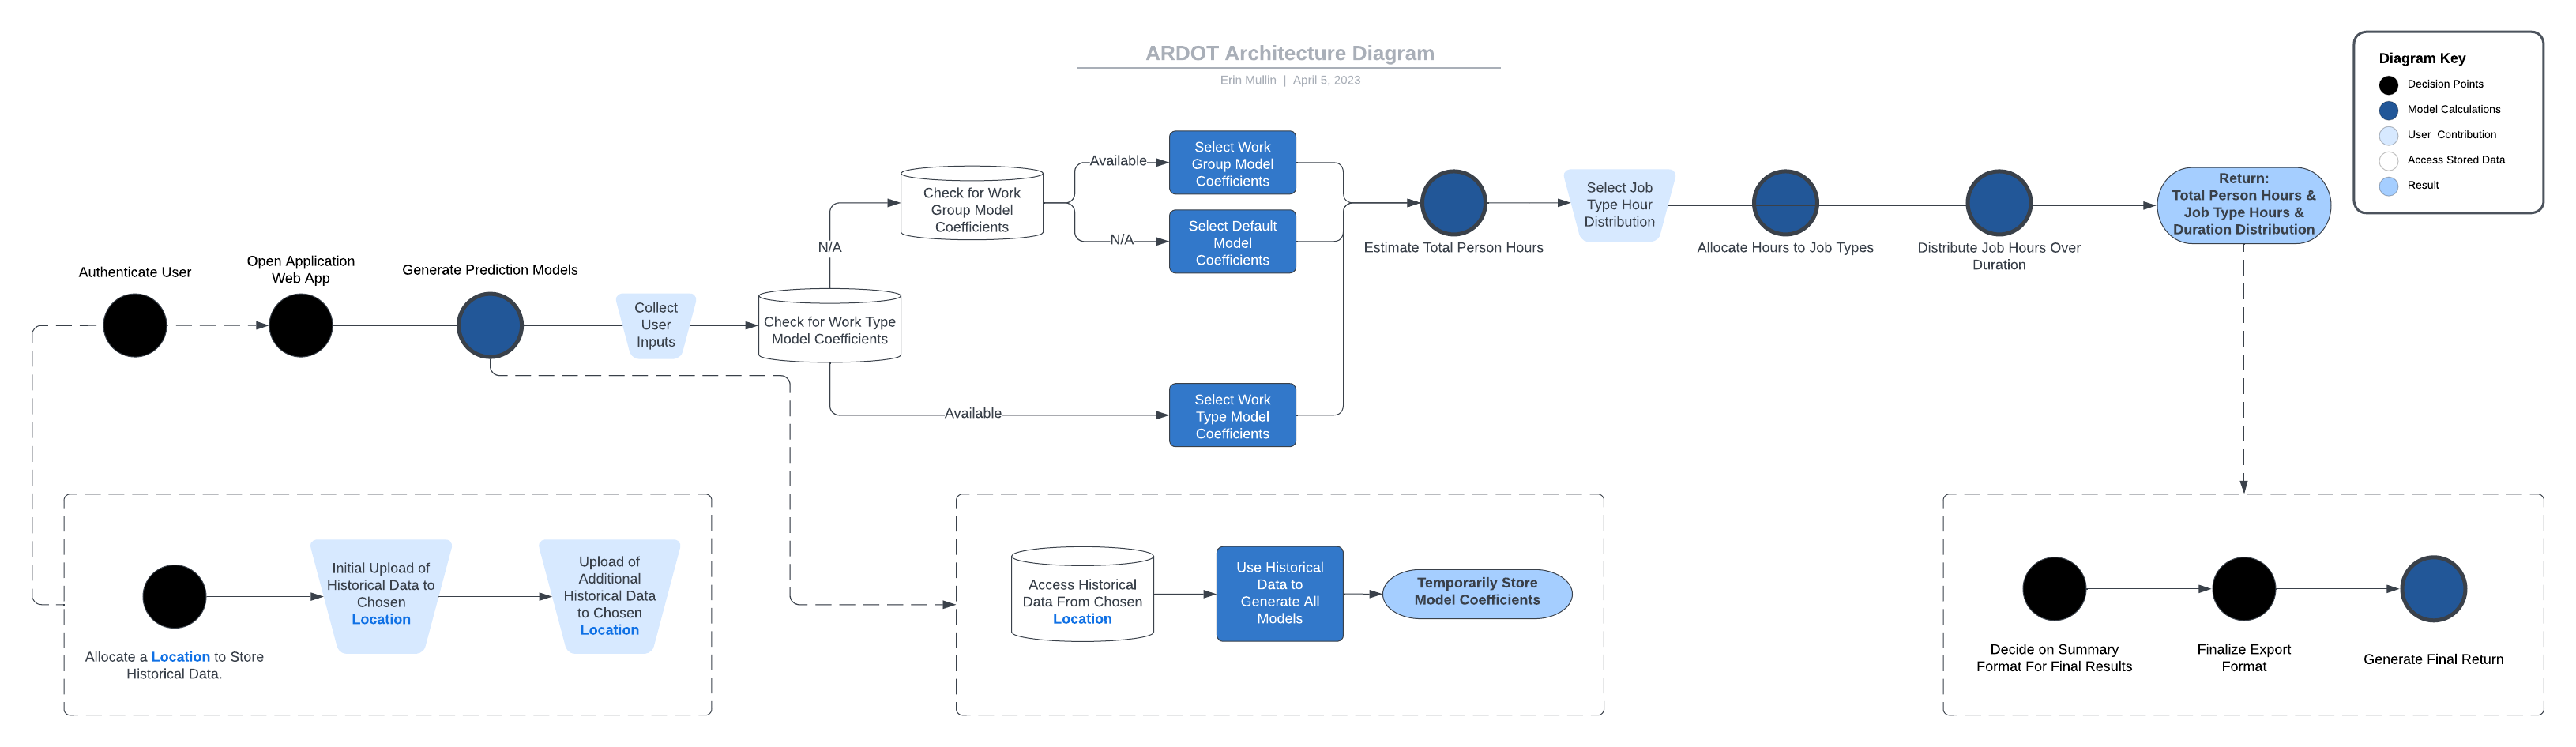 ARDOT Architecture Diagram
Erin Mullin | April 5, 2023
Diagram Key
Decision Points
Model Calculations
User Contribution
Access Stored Data
Result
Authenticate User
Open Application
Web App
Generate Prediction Models
Collect
User
Inputs
Check for Work Type
Model Coefficients
N/A
Available
Check for Work
Group Model
Coefficients
Available
N/A
Select Work
Group Model
Coefficients
Select Default
Model
Coefficients
Select Work
Type Model
Coefficients
Estimate Total Person Hours
Select Job
Type Hour
Distribution
Allocate Hours to Job Types
Distribute Job Hours Over
Duration
Return:
Total Person Hours &
Job Type Hours &
Duration Distribution
Allocate a Location to Store
Historical Data.
Initial Upload of
Historical Data to
Chosen
Location
Upload of
Additional
Historical Data
to Chosen
Location
Access Historical
Data From Chosen
Location
Use Historical
Data to
Generate All
Models
Temporarily Store
Model Coefficients
Decide on Summary
Format For Final Results
Finalize Export
Format
Generate Final Return